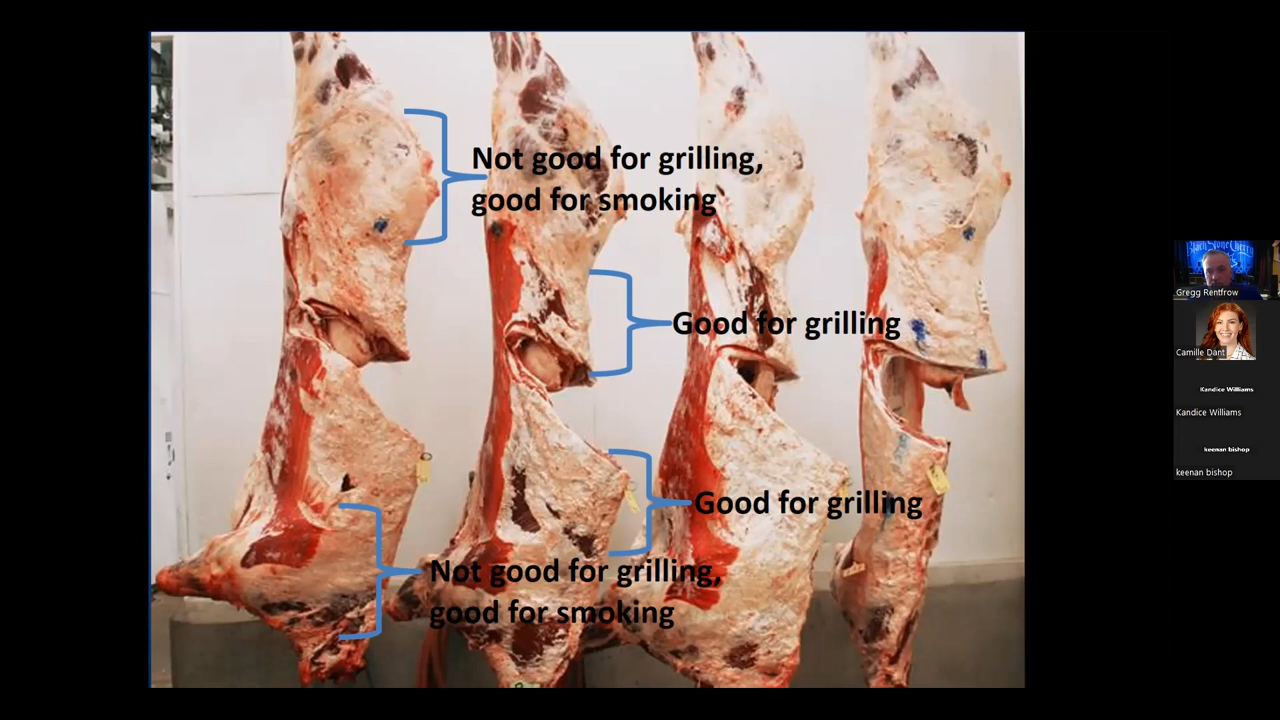 Not good for grilling,
good for smoking
Good for grilling
Good for grilling
Not good for grilling,
good for smoking
Gregg Rentfrow
Camille Dant
Kandice Williams
Kandice Williams
keenan bishop
keenan bishop